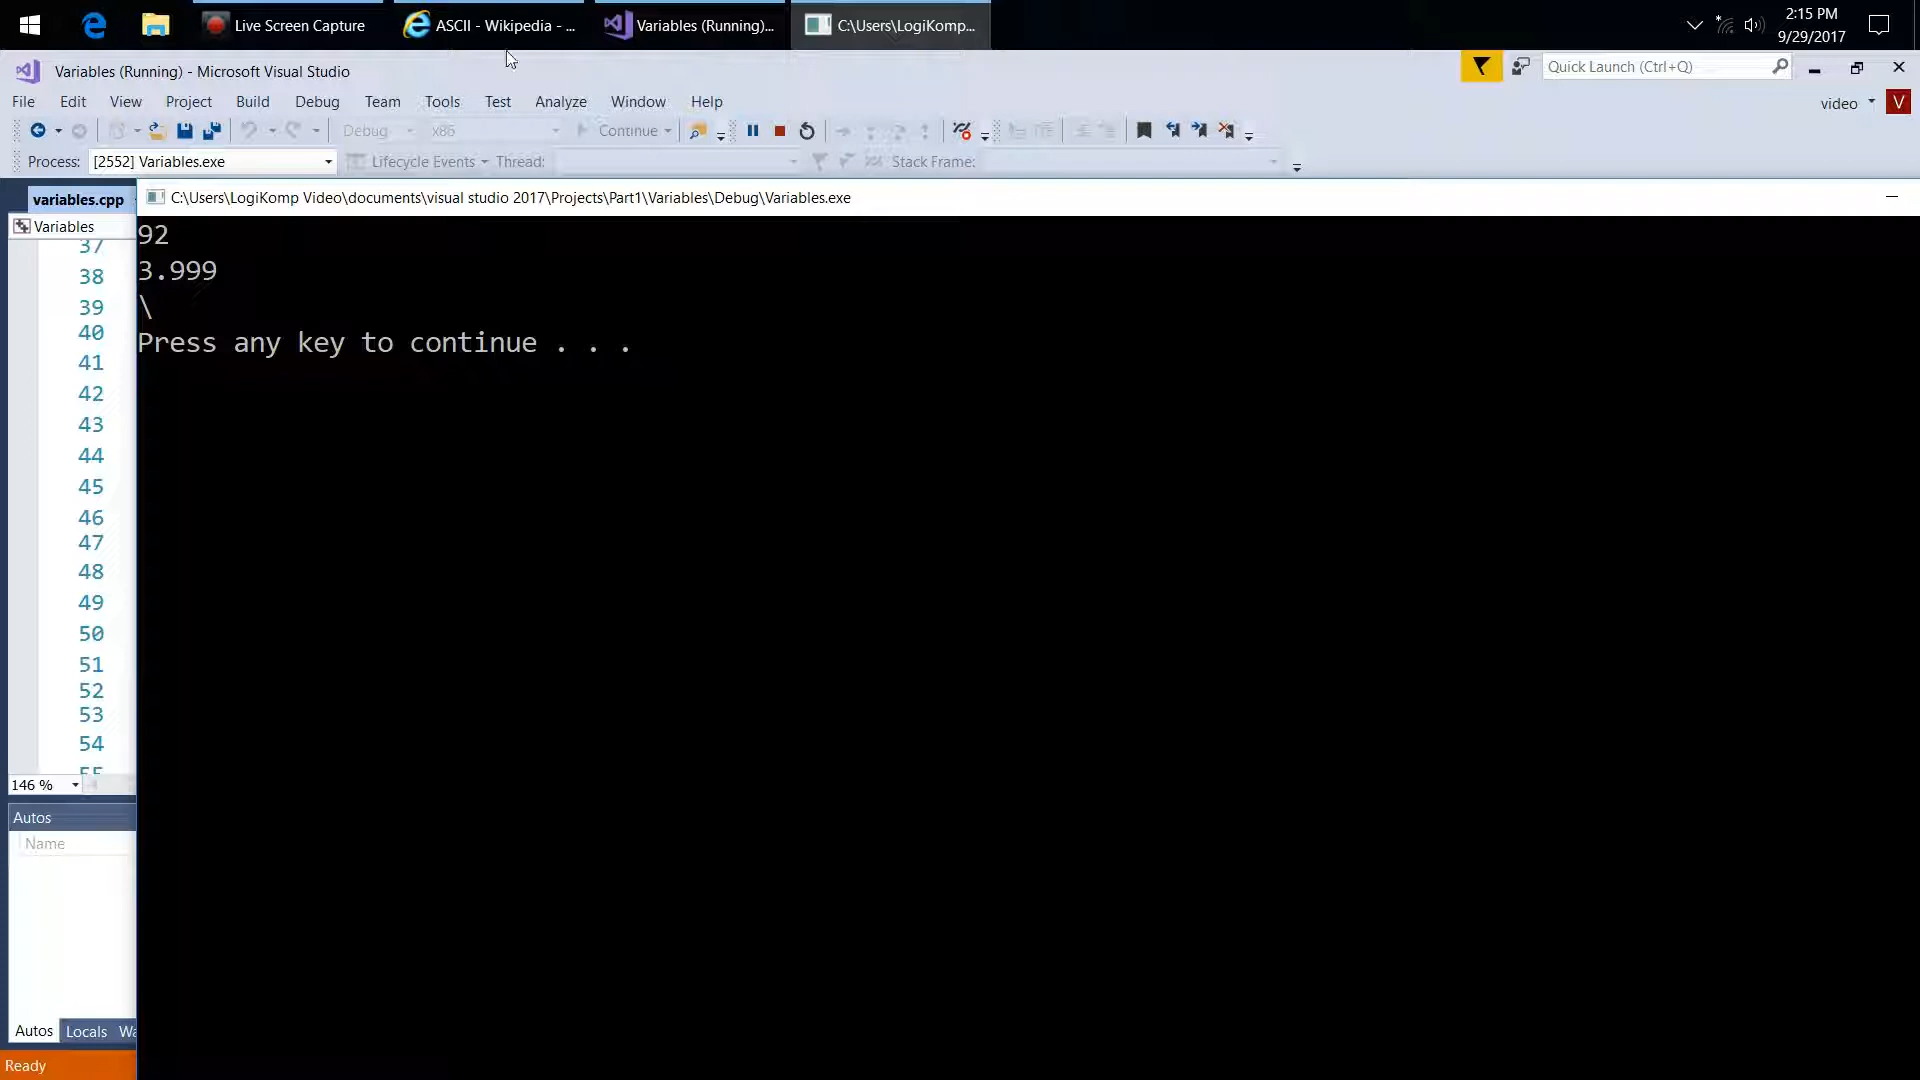 Live Screen Capture
ASCII - Wikipedia - ...
Variables (Running)...
C:\Users\LogiKomp...
2:15 PM
9/29/2017
Variables (Running) - Microsoft Visual Studio
Quick Launch (Ctrl+Q)
File Edit View Project Build Debug Team Tools Test Analyze Window Help
video V
Debug x86 Continue
Process: [2552] Variables.exe Lifecycle Events Thread: Stack Frame:
variables.cpp
C:\Users\LogiKomp Video\documents\visual studio 2017\Projects\Part1\Variables\Debug\Variables.exe
Variables
92
3.999
\
Press any key to continue . . .
37
38
39
40
41
42
43
44
45
46
47
48
49
50
51
52
53
54
55
146 %
Autos
Name
Autos Locals Wa
Ready